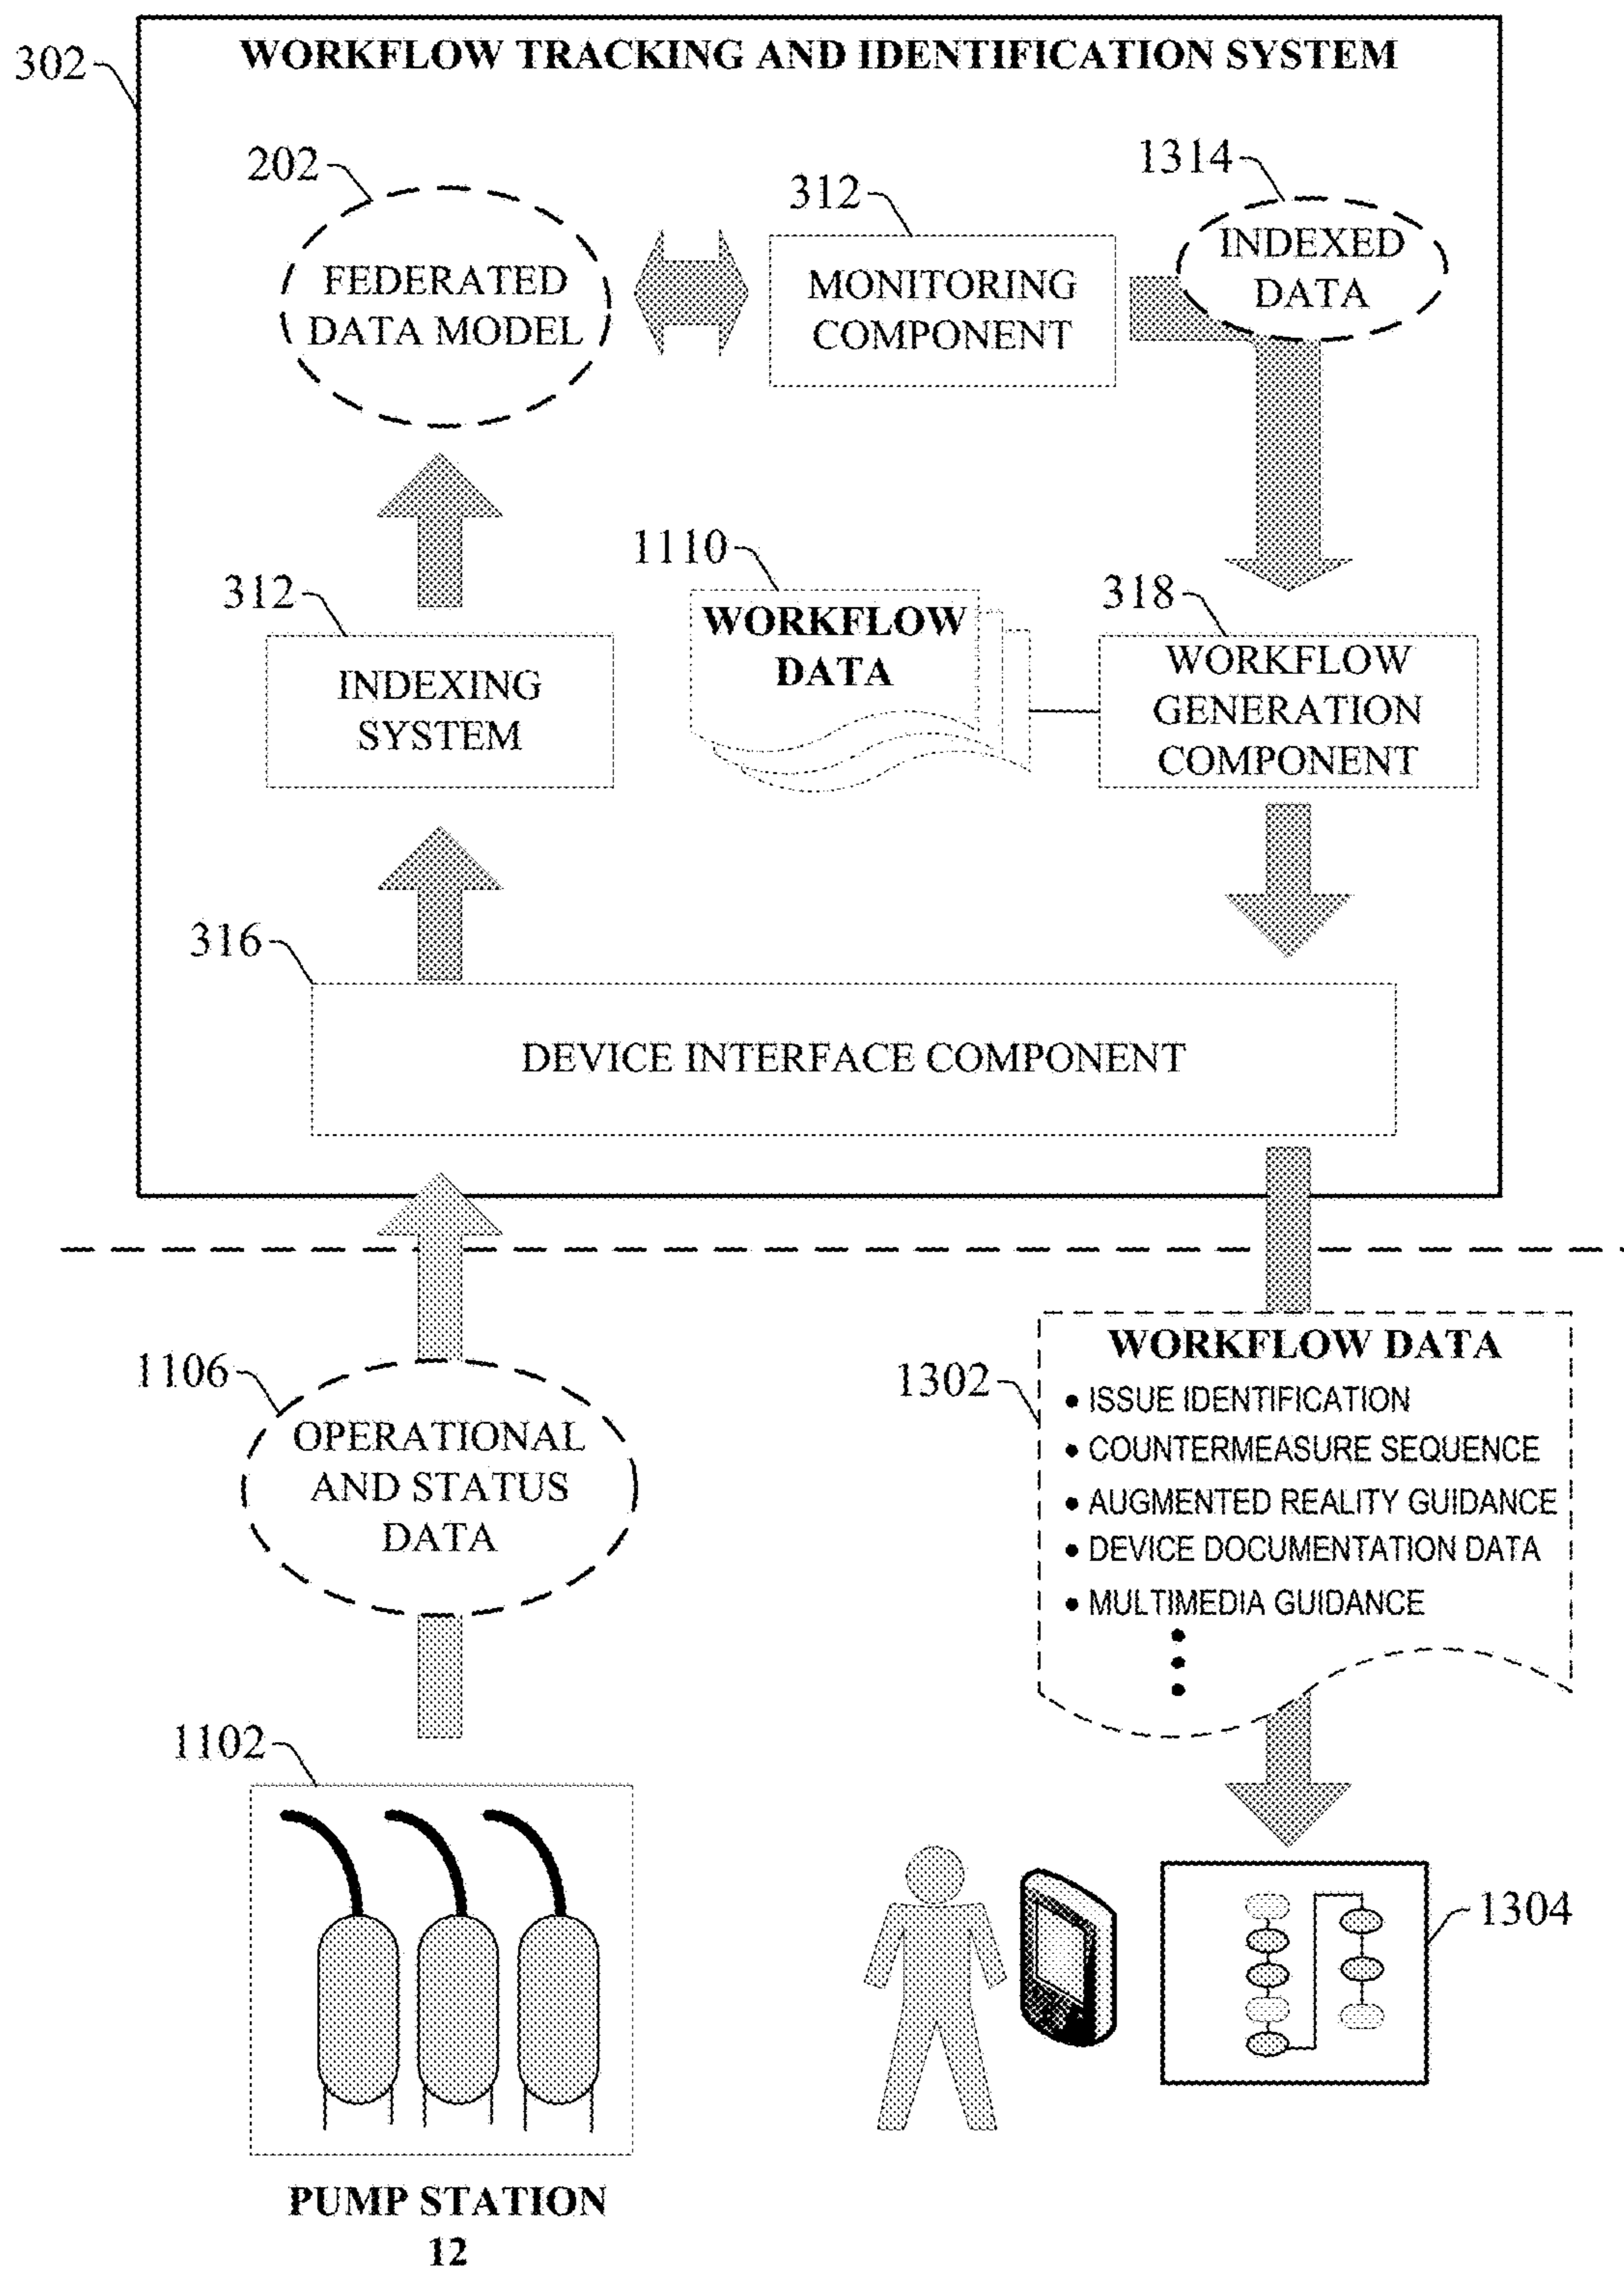 302
WORKFLOW TRACKING AND IDENTIFICATION SYSTEM
202
FEDERATED
DATA MODEL
312
MONITORING
COMPONENT
1314
INDEXED
DATA
312
INDEXING
SYSTEM
1110
WORKFLOW
DATA
318
WORKFLOW
GENERATION
COMPONENT
316
DEVICE INTERFACE COMPONENT
1106
OPERATIONAL
AND STATUS
DATA
1302
WORKFLOW DATA
• ISSUE IDENTIFICATION
• COUNTERMEASURE SEQUENCE
• AUGMENTED REALITY GUIDANCE
• DEVICE DOCUMENTATION DATA
• MULTIMEDIA GUIDANCE
1102
PUMP STATION
12
1304